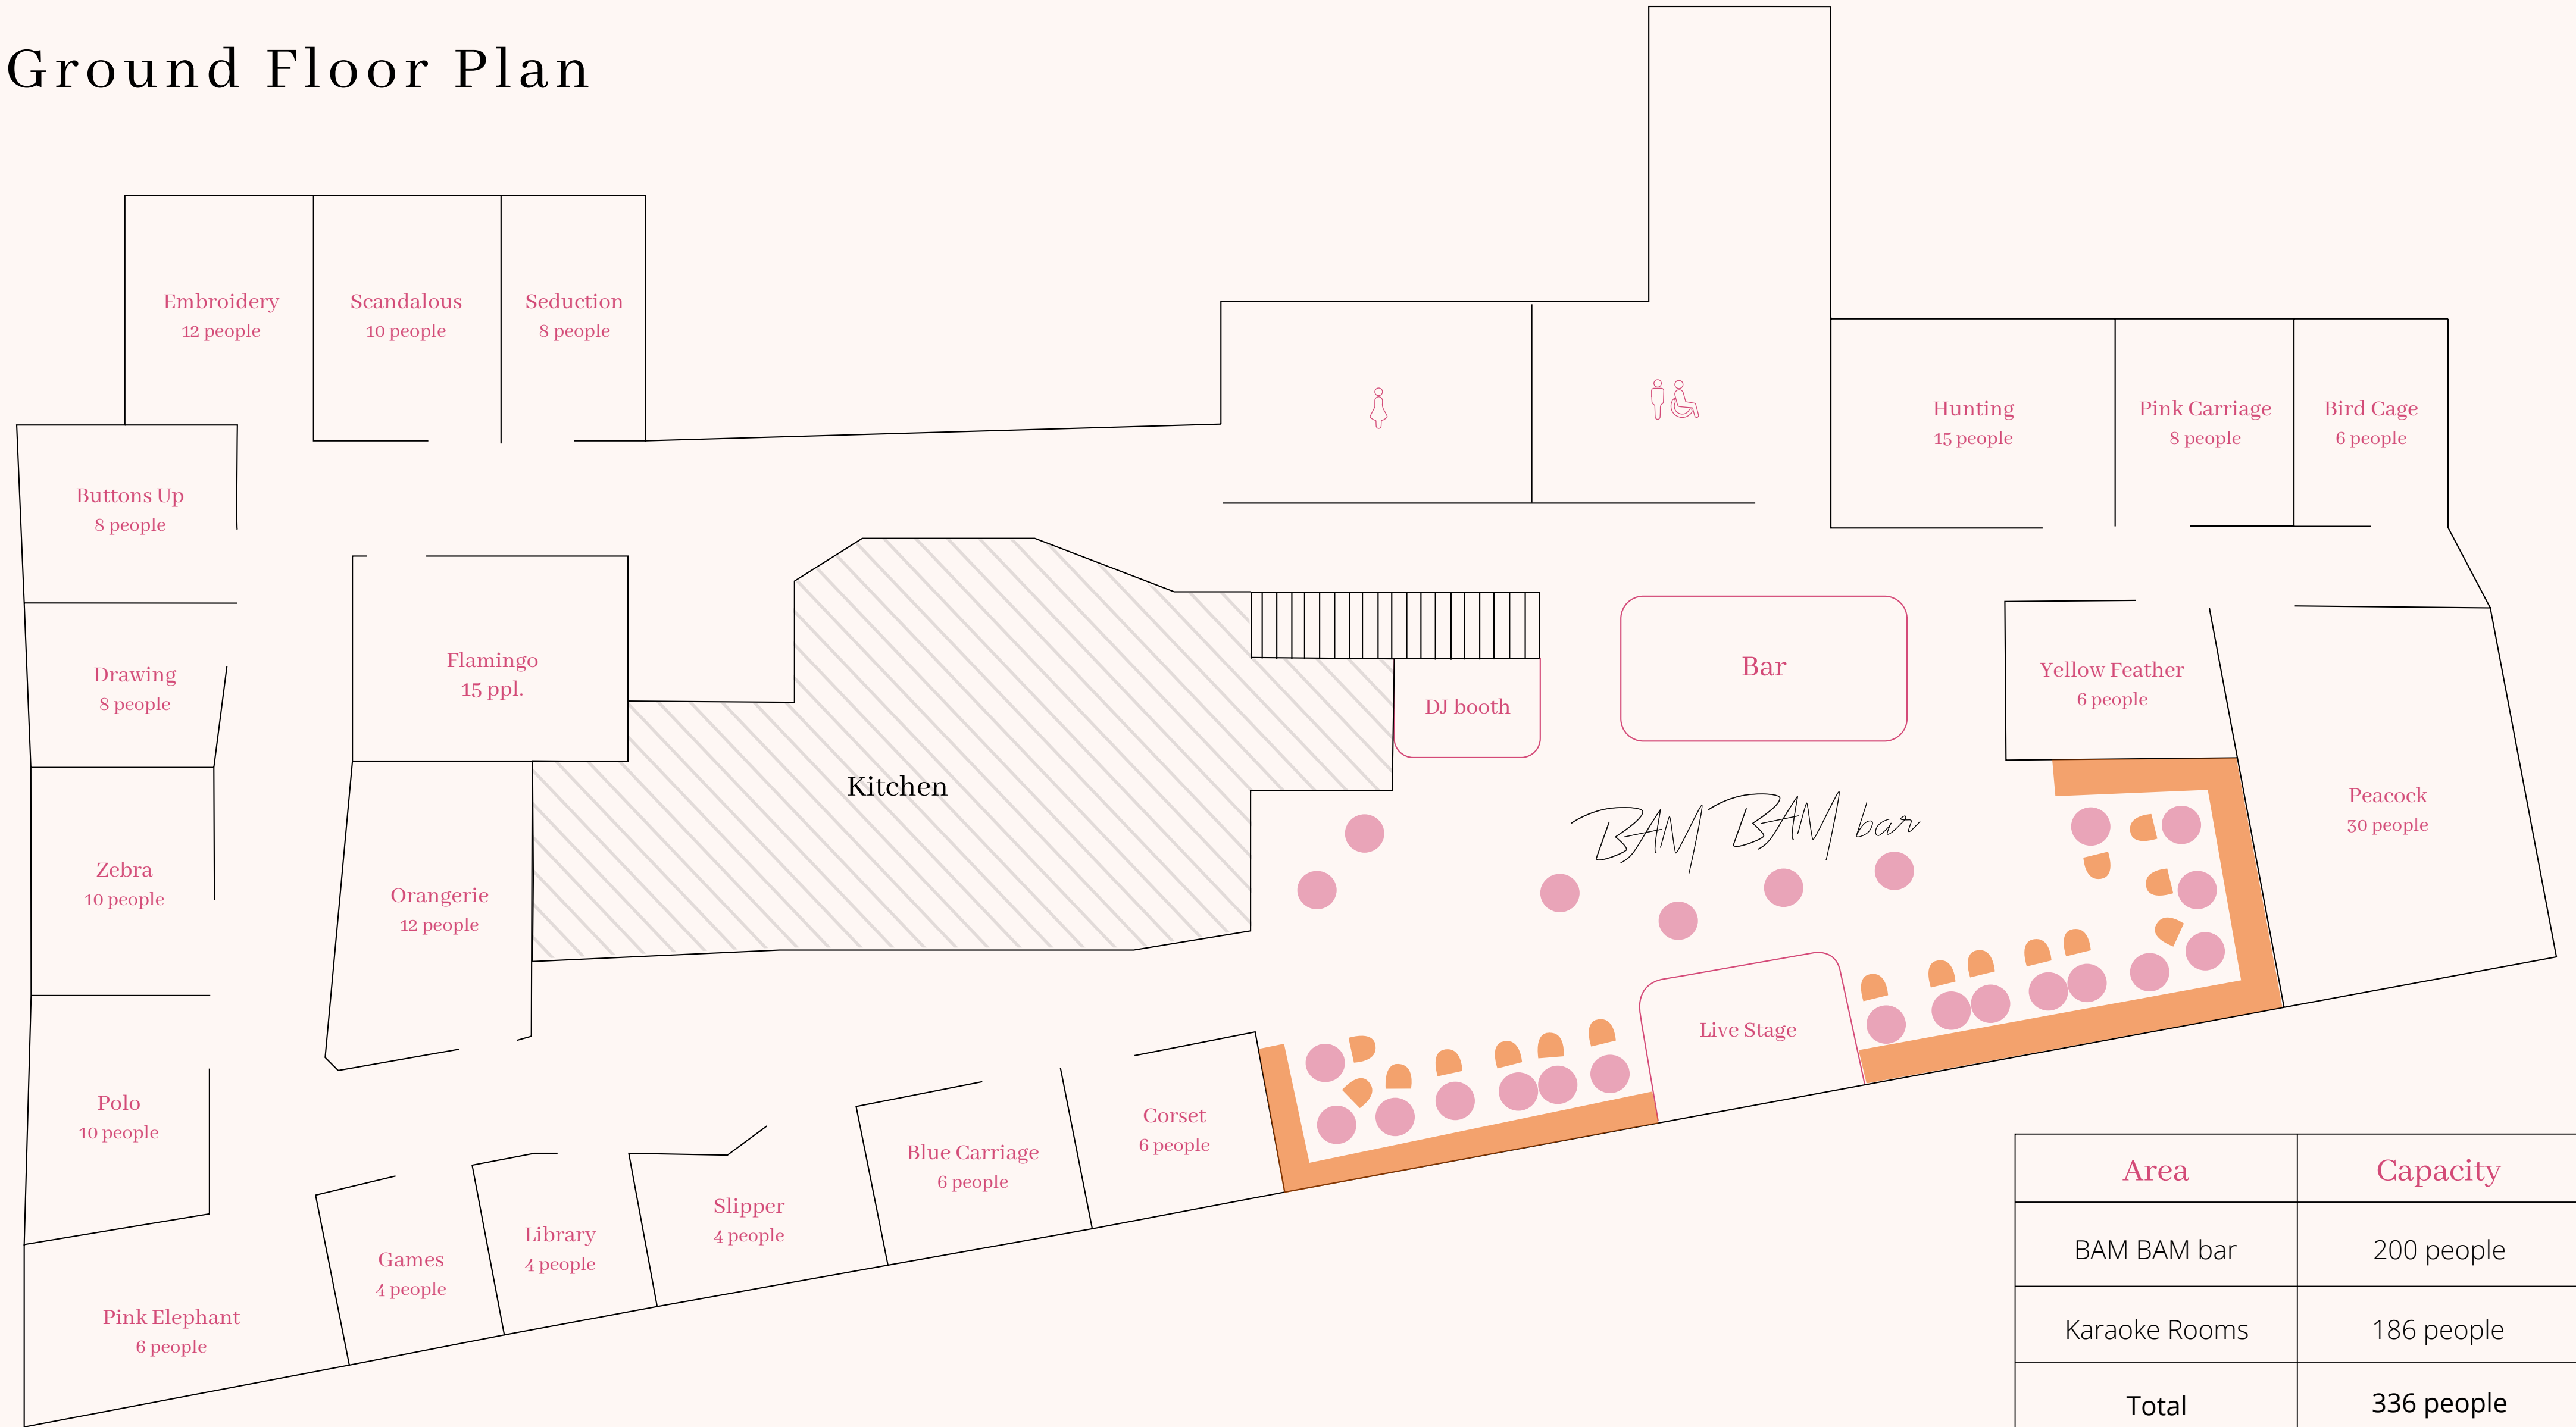 Ground Floor Plan
Embroidery
12 people
Scandalous
10 people
Seduction
8 people
Hunting
15 people
Pink Carriage
8 people
Bird Cage
6 people
Buttons Up
8 people
Drawing
8 people
Flamingo
15 ppl.
Zebra
10 people
Orangerie
12 people
Kitchen
DJ booth
Bar
BAM BAM bar
Yellow Feather
6 people
Peacock
30 people
Live Stage
Polo
10 people
Pink Elephant
6 people
Games
4 people
Library
4 people
Slipper
4 people
Blue Carriage
6 people
Corset
6 people
Area Capacity
BAM BAM bar 200 people
Karaoke Rooms 186 people
Total 336 people